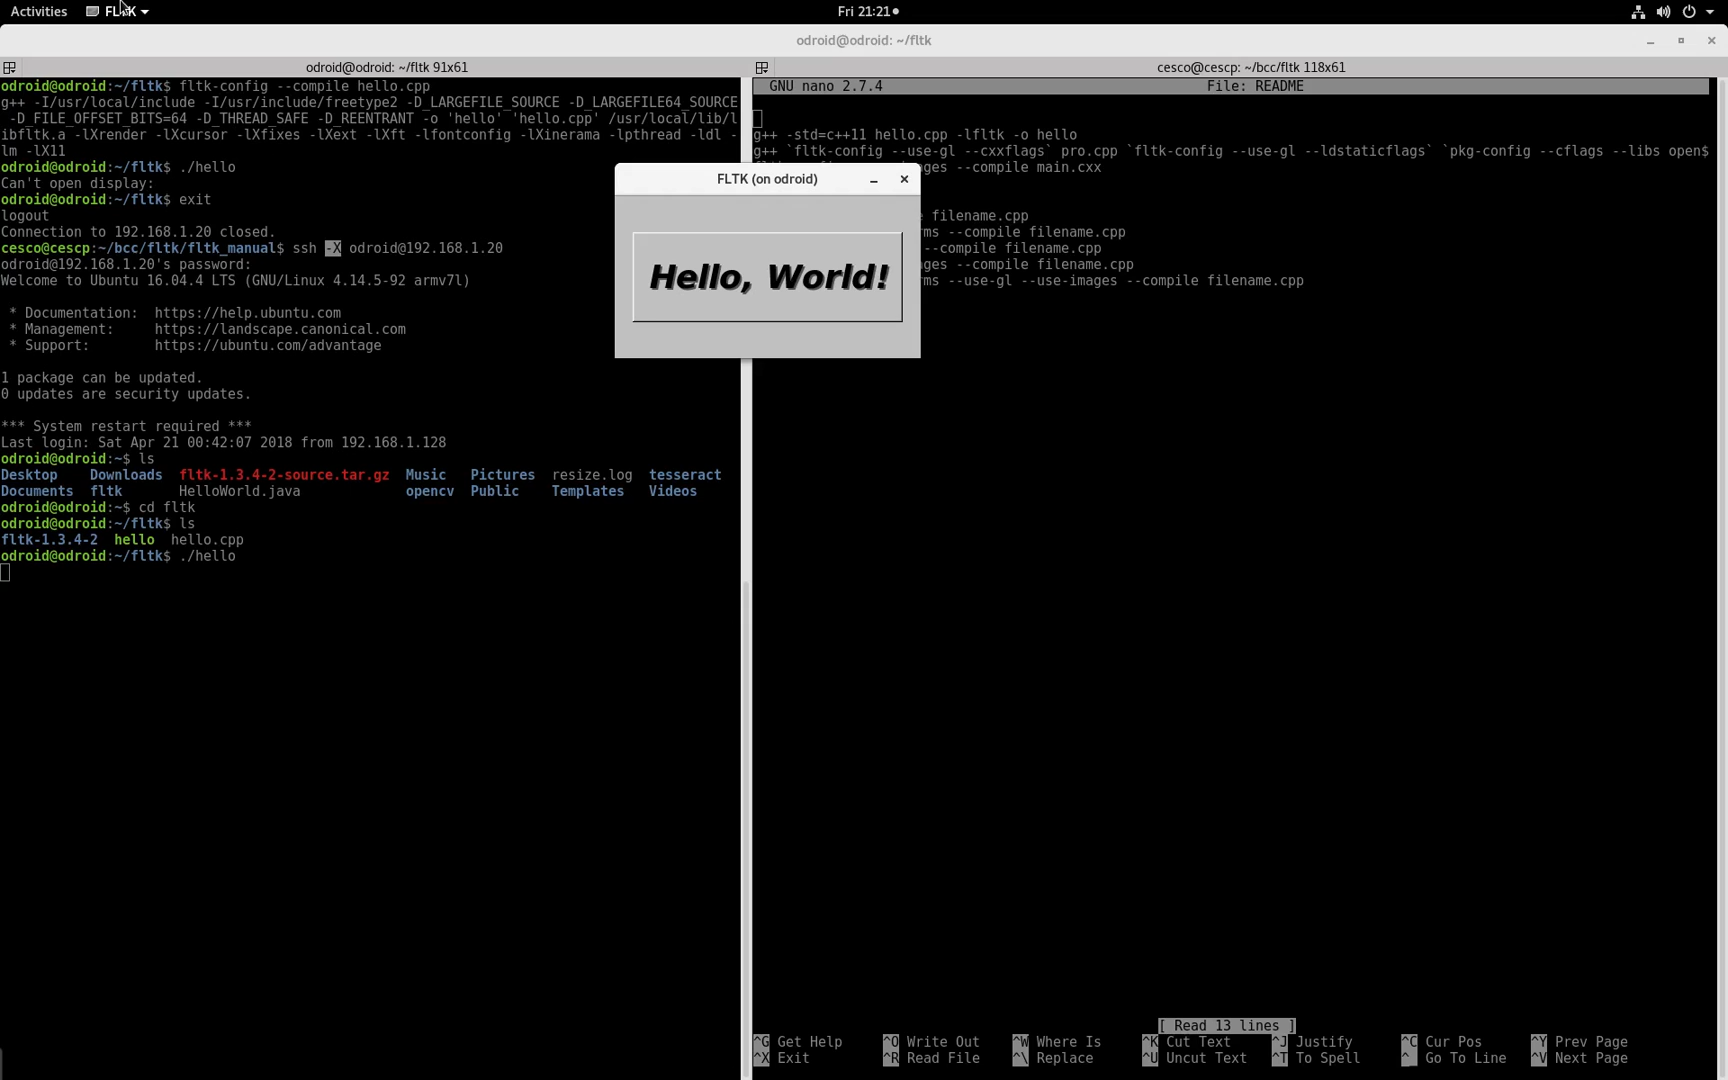 Activities FLTK Fri 21:21
odroid@odroid: ~/fltk
odroid@odroid: ~/fltk 91x61
odroid@odroid:~/fltk$ fltk-config --compile hello.cpp
g++ -I/usr/local/include -I/usr/include/freetype2 -D_LARGEFILE_SOURCE -D_LARGEFILE64_SOURCE
-D_FILE_OFFSET_BITS=64 -D_THREAD_SAFE -D_REENTRANT -o 'hello' 'hello.cpp' /usr/local/lib/l
ibfltk.a -lXrender -lXcursor -lXfixes -lXext -lXft -lfontconfig -lXinerama -lpthread -ldl -
lm -lX11
odroid@odroid:~/fltk$ ./hello
Can't open display:
odroid@odroid:~/fltk$ exit
logout
Connection to 192.168.1.20 closed.
cesco@cescp:~/bcc/fltk/fltk_manual$ ssh -X odroid@192.168.1.20
odroid@192.168.1.20's password:
Welcome to Ubuntu 16.04.4 LTS (GNU/Linux 4.14.5-92 armv7l)
* Documentation: https://help.ubuntu.com
* Management: https://landscape.canonical.com
* Support: https://ubuntu.com/advantage
1 package can be updated.
0 updates are security updates.
*** System restart required ***
Last login: Sat Apr 21 00:42:07 2018 from 192.168.1.128
odroid@odroid:~$ ls
Desktop Downloads fltk-1.3.4-2-source.tar.gz Music Pictures resize.log tesseract
Documents fltk HelloWorld.java opencv Public Templates Videos
odroid@odroid:~$ cd fltk
odroid@odroid:~/fltk$ ls
fltk-1.3.4-2 hello hello.cpp
odroid@odroid:~/fltk$ ./hello
FLTK (on odroid)
Hello, World!
cesco@cescp: ~/bcc/fltk 118x61
GNU nano 2.7.4 File: README
g++ -std=c++11 hello.cpp -lfltk -o hello
g++ `fltk-config --use-gl --cxxflags` pro.cpp `fltk-config --use-gl --ldstaticflags` `pkg-config --cflags --libs open$
ges --compile main.cxx
filename.cpp
ms --compile filename.cpp
--compile filename.cpp
ges --compile filename.cpp
ms --use-gl --use-images --compile filename.cpp
[ Read 13 lines ]
^G Get Help ^O Write Out ^W Where Is ^K Cut Text ^J Justify ^C Cur Pos ^Y Prev Page
^X Exit ^R Read File ^\ Replace ^U Uncut Text ^T To Spell ^_ Go To Line ^V Next Page